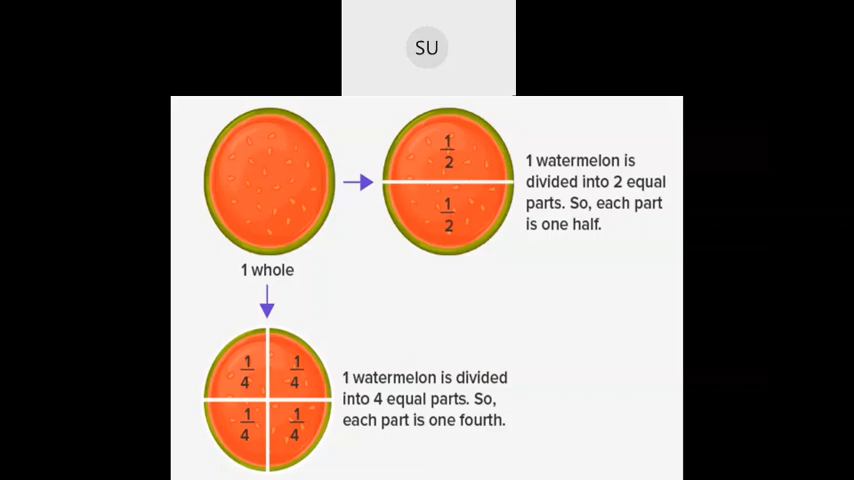 SU
1
2
1
2
1 watermelon is
divided into 2 equal
parts. So, each part
is one half.
1 whole
1 1
4 4
1 1
4 4
1 watermelon is divided
into 4 equal parts. So,
each part is one fourth.